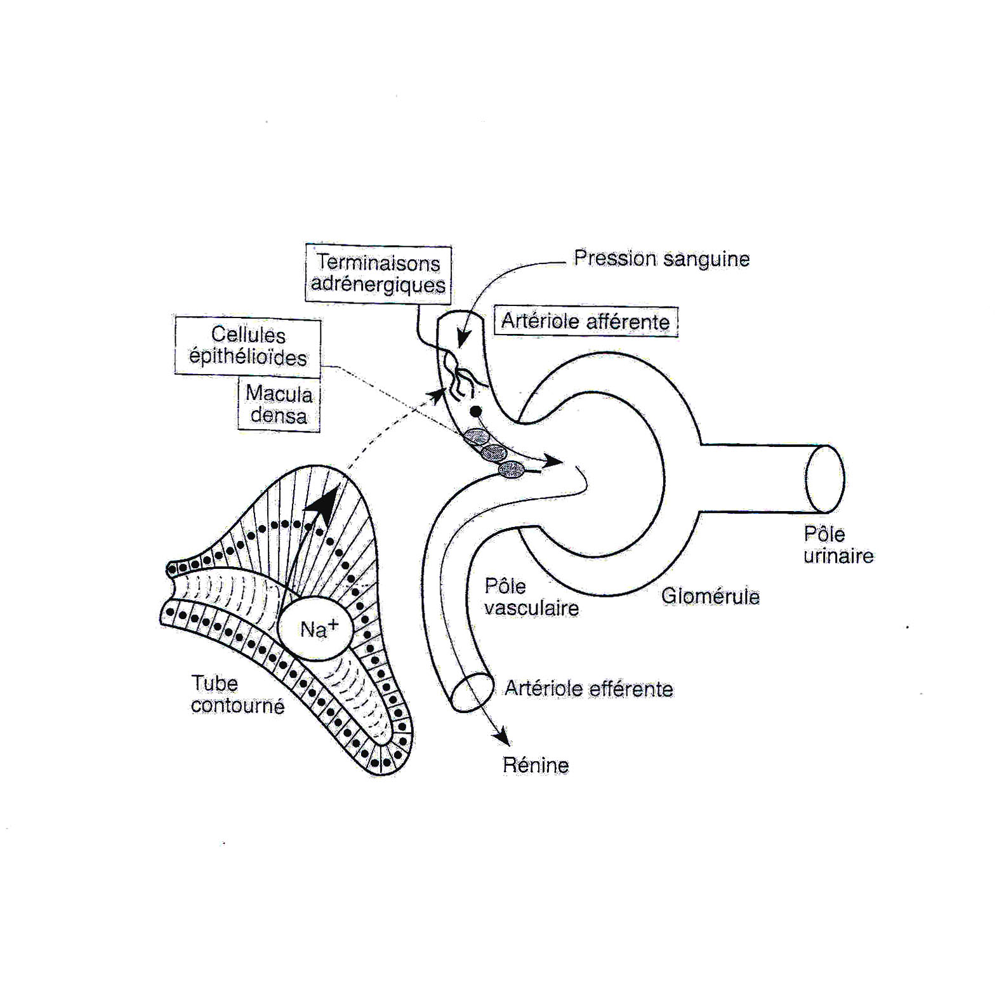 Terminaisons
adrénergiques
Pression sanguine
Artériole afférente
Cellules
épithélioïdes
Macula
densa
Pôle
urinaire
Pôle
vasculaire
Glomérule
Na+
Tube
contourné
Artériole efférente
Rénine